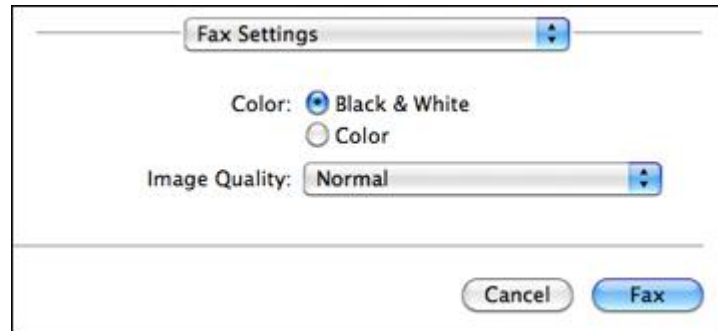 Fax Settings
Color: Black & White
Color
Image Quality: Normal
Cancel Fax